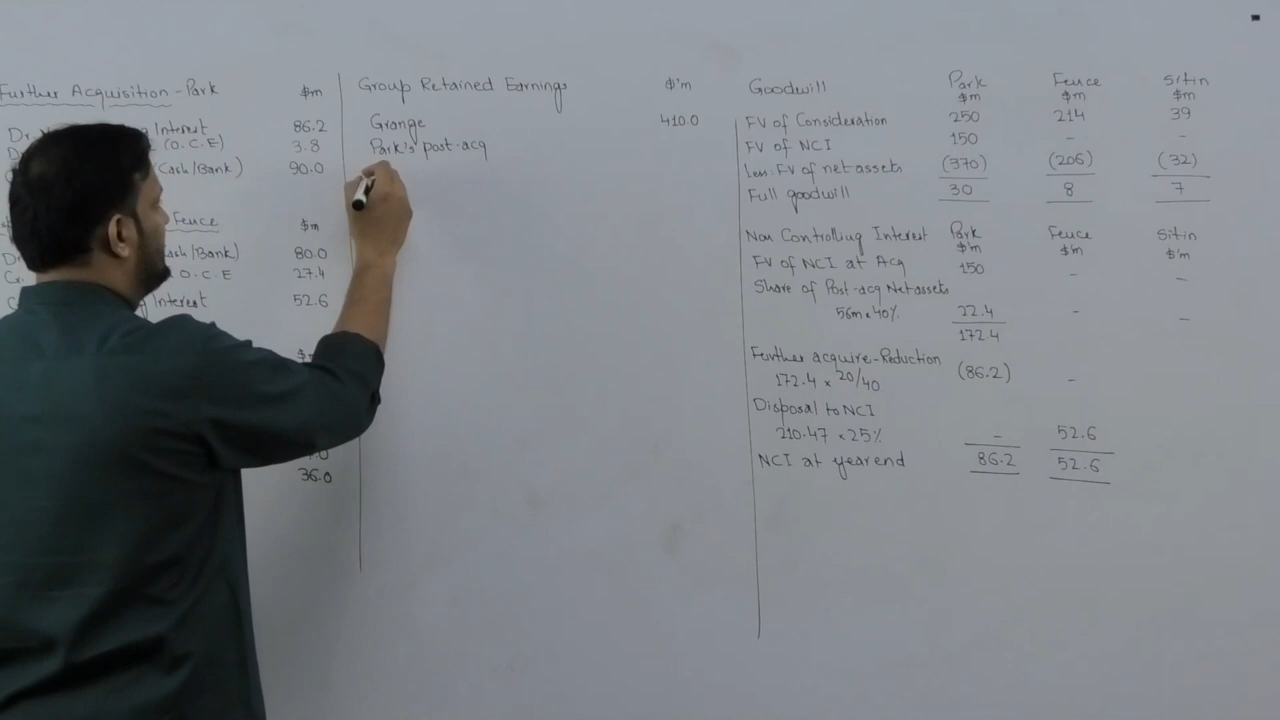 Further Acquisition - Park $m
Interest 86.2
(O.C.E) 3.8
(Cash/Bank) 90.0
Fence $m
Cash/Bank) 80.0
Cr. O.C.E 27.4
Interest 52.6
36.0
Group Retained Earnings $'m
Grange 410.0
Park's post-acq
Goodwill Park Fence Sitin
$m $m $m
FV of Consideration 250 214 39
FV of NCI 150 - -
Less: FV of net assets (370) (206) (32)
Full goodwill 30 8 7
Non Controlling Interest Park Fence Sitin
$'m $'m $'m
FV of NCI at Acq 150 - -
Share of Post-acq Netassets
56m x 40% 22.4 - -
172.4
Further acquire-Reduction
172.4 x 20/40 (86.2) -
Disposal to NCI
210.47 x 25% - 52.6
NCI at year end 86.2 52.6